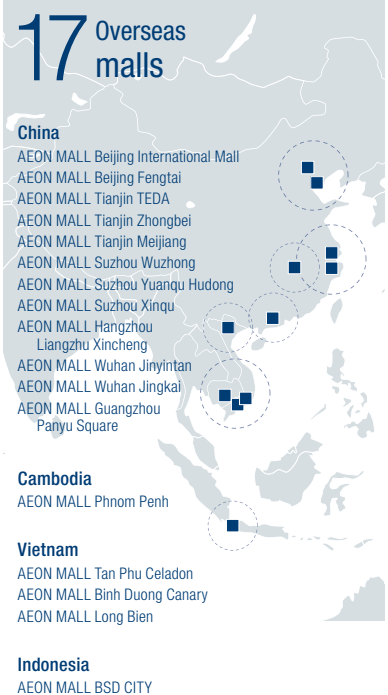 17 Overseas
malls
China
AEON MALL Beijing International Mall
AEON MALL Beijing Fengtai
AEON MALL Tianjin TEDA
AEON MALL Tianjin Zhongbei
AEON MALL Tianjin Meijiang
AEON MALL Suzhou Wuzhong
AEON MALL Suzhou Yuanqu Hudong
AEON MALL Suzhou Xinqu
AEON MALL Hangzhou
Liangzhu Xincheng
AEON MALL Wuhan Jinyintan
AEON MALL Wuhan Jingkai
AEON MALL Guangzhou
Panyu Square
Cambodia
AEON MALL Phnom Penh
Vietnam
AEON MALL Tan Phu Celadon
AEON MALL Binh Duong Canary
AEON MALL Long Bien
Indonesia
AEON MALL BSD CITY